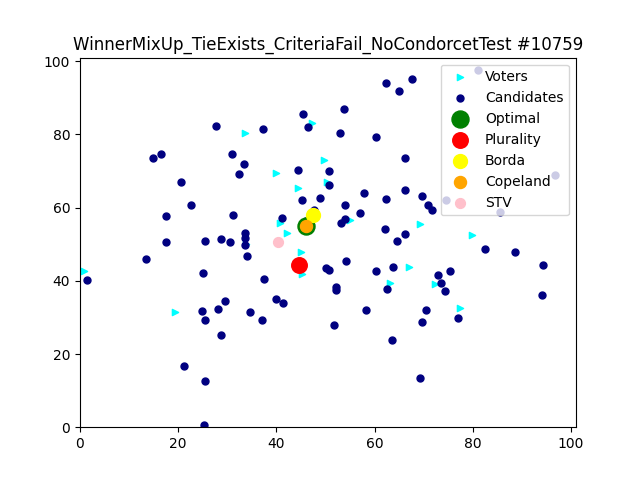 WinnerMixUp_TieExists_CriteriaFail_NoCondorcetTest #10759
100
80
60
40
20
0
0
20
40
60
80
100
Voters
Candidates
Optimal
Plurality
Borda
Copeland
STV